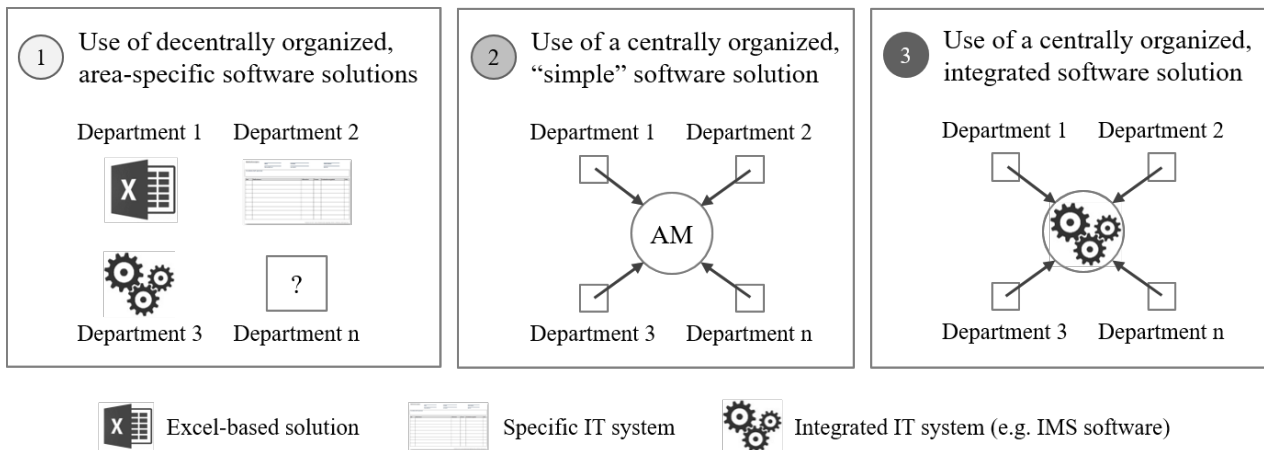 1
Use of decentrally organized,
area-specific software solutions
Department 1 Department 2
X
?
Department 3 Department n
2
Use of a centrally organized,
“simple” software solution
Department 1 Department 2
AM
Department 3 Department n
3
Use of a centrally organized,
integrated software solution
Department 1 Department 2
Department 3 Department n
X Excel-based solution
Specific IT system
Integrated IT system (e.g. IMS software)